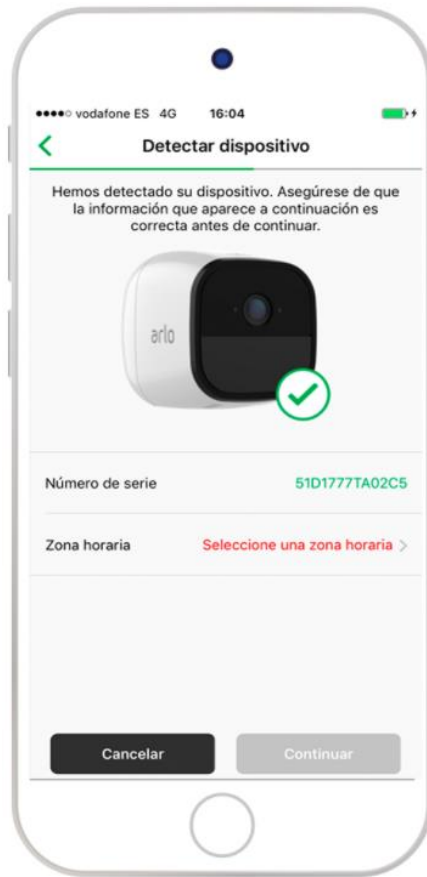 vodafone ES 4G 16:04
Detectar dispositivo
Hemos detectado su dispositivo. Asegúrese de que
la información que aparece a continuación es
correcta antes de continuar.
arlo
Número de serie 51D1777TA02C5
Zona horaria Seleccione una zona horaria >
Cancelar Continuar